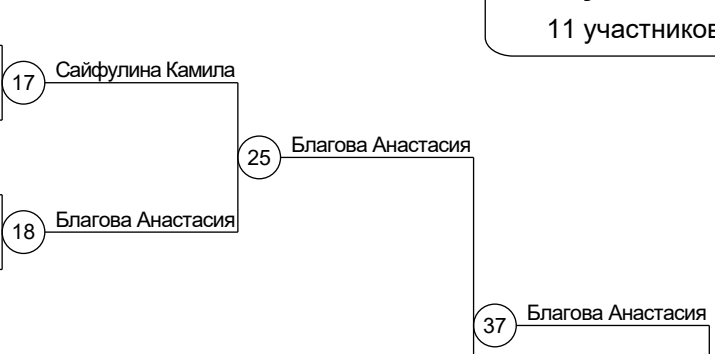 11 участников
17 Сайфулина Камила
25 Благова Анастасия
18 Благова Анастасия
37 Благова Анастасия